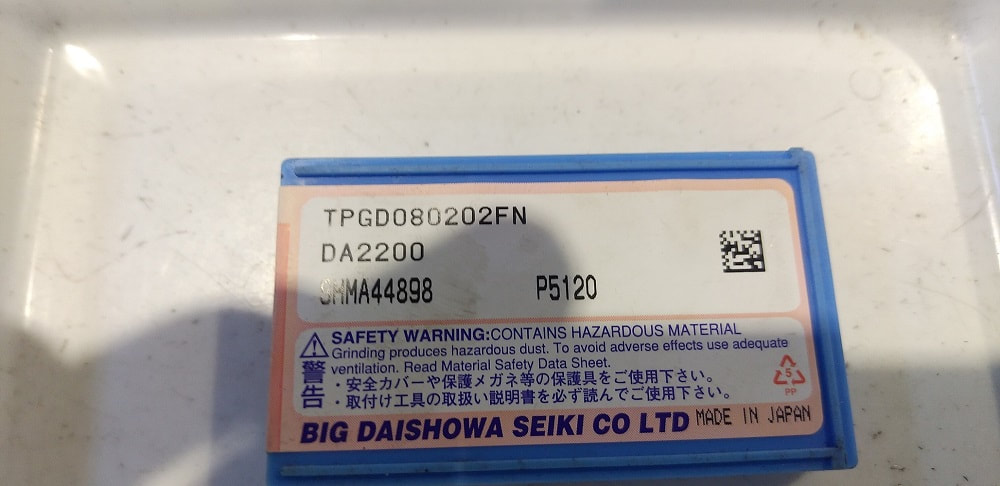 TPGD080202FN
DA2200
SHMA44898 P5120
SAFETY WARNING:CONTAINS HAZARDOUS MATERIAL
Grinding produces hazardous dust. To avoid adverse effects use adequate
ventilation. Read Material Safety Data Sheet.
警告
・安全カバーや保護メガネ等の保護具をご使用下さい。
・取付け工具の取扱い説明書を必ず読んでご使用下さい。
5
PP
BIG DAISHOWA SEIKI CO LTD MADE IN JAPAN